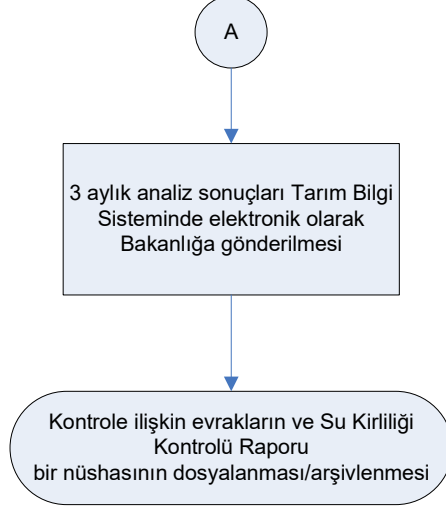 A
3 aylık analiz sonuçları Tarım Bilgi
Sisteminde elektronik olarak
Bakanlığa gönderilmesi
Kontrole ilişkin evrakların ve Su Kirliliği
Kontrolü Raporu
bir nüshasının dosyalanması/arşivlenmesi